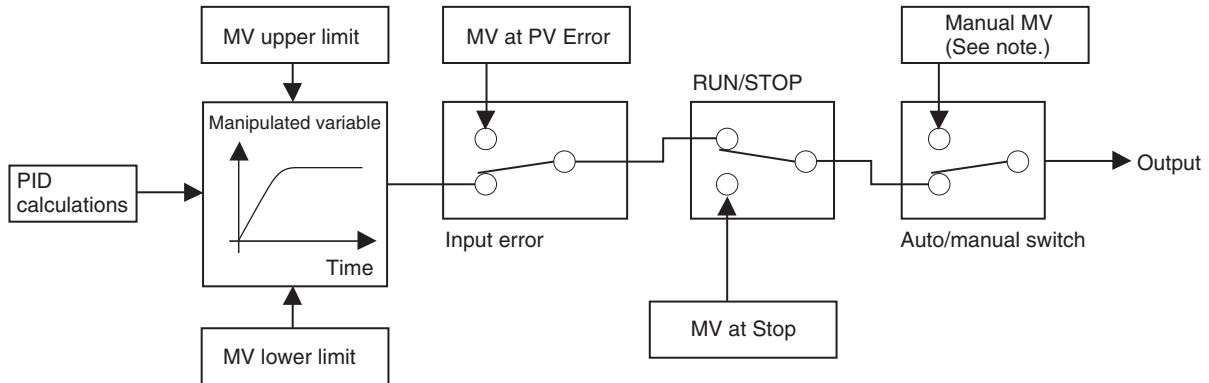 MV upper limit
MV at PV Error
Manual MV
(See note.)
RUN/STOP
Manipulated variable
PID
calculations
Time
Input error
Output
Auto/manual switch
MV at Stop
MV lower limit